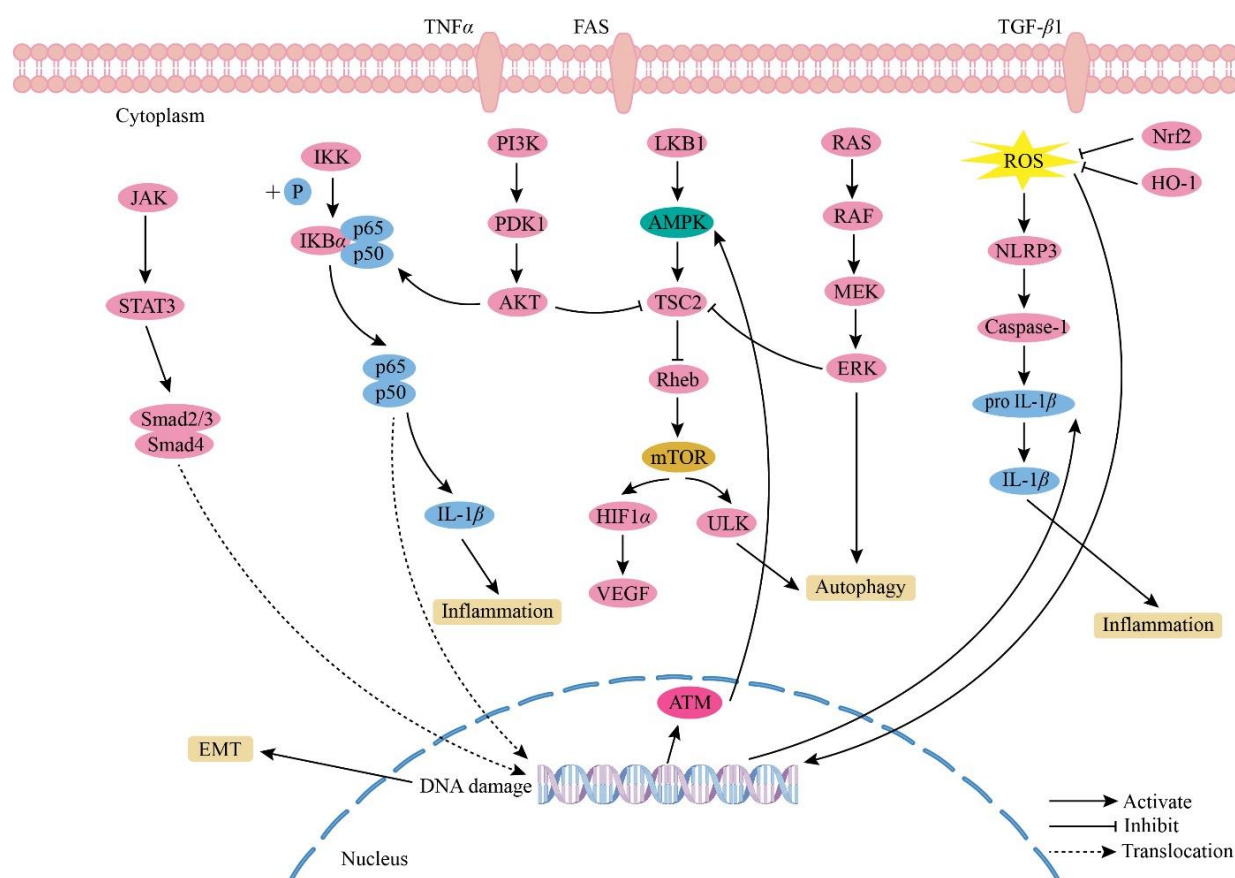 TNFα
FAS
TGF-β1
Cytoplasm
IKK
PI3K
LKB1
RAS
ROS
Nrf2
HO-1
+ P
JAK
IKBα
p65
p50
PDK1
AMPK
RAF
NLRP3
STAT3
AKT
TSC2
MEK
Caspase-1
p65
p50
Rheb
ERK
pro IL-1β
Smad2/3
Smad4
mTOR
IL-1β
IL-1β
HIF1α
ULK
VEGF
Autophagy
Inflammation
Inflammation
ATM
EMT
DNA damage
Nucleus
Activate
Inhibit
Translocation